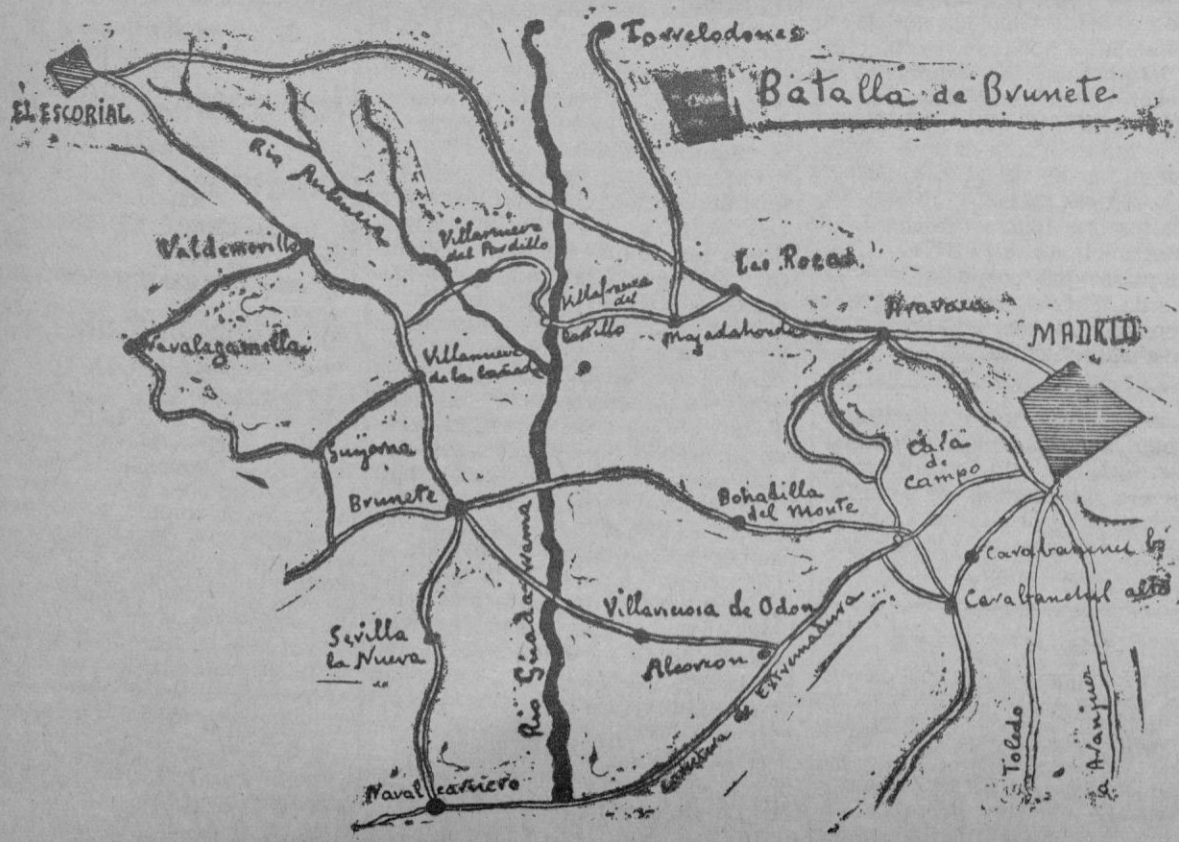 Torrelodones
Batalla de Brunete
EL ESCORIAL
Rio Aulencia
Valdemorillo
Villanueva
del Pardillo
Las Rozas
Villafranca
del
Castillo
Majadahonda
Aravaca
MADRID
Navalagamella
Villanueva
de la Cañada
Quijorna
Casa
de
Campo
Brunete
Bohadilla
del Monte
Carabanchel
Carabanchel alto
Villaviciosa de Odon
Sevilla
la Nueva
Alcorcon
Rio Guadarrama
Carretera de Extremadura
Toledo
a Aranjuez
Navalcarnero